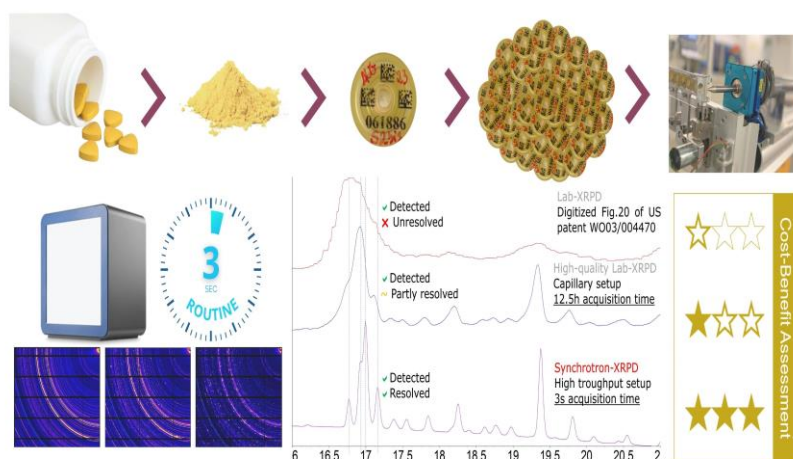 061886
3
SEC
ROUTINE
Detected
Unresolved
Lab-XRPD
Digitized Fig.20 of US
patent WO03/004470
High-quality Lab-XRPD
Detected
Partly resolved
Capillary setup
12.5h acquisition time
Synchrotron-XRPD
Detected
Resolved
High troughput setup
3s acquisition time
6 16.5 17 17.5 18 18.5 19 19.5 20 20.5 2
Cost-Benefit Assessment